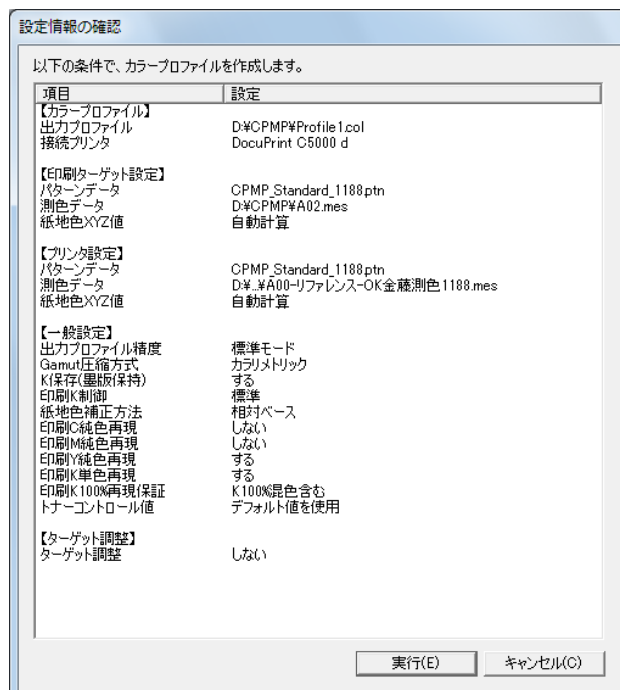 設定情報の確認
以下の条件で、カラープロファイルを作成します。
項目 設定
【カラープロファイル】
出力プロファイル D:¥CPMP¥Profile1.col
接続プリンタ DocuPrint C5000 d
【印刷ターゲット設定】
パターンデータ CPMP_Standard_1188.ptn
測色データ D:¥CPMP¥A02.mes
紙地色XYZ値 自動計算
【プリンタ設定】
パターンデータ CPMP_Standard_1188.ptn
測色データ D:¥...¥A00-リファレンス-OK金藤測色1188.mes
紙地色XYZ値 自動計算
【一般設定】
出力プロファイル精度 標準モード
Gamut圧縮方式 カラリメトリック
K保存(墨版保持) する
印刷K制御 標準
紙地色補正方法 相対ベース
印刷C純色再現 しない
印刷M純色再現 しない
印刷Y純色再現 する
印刷K単色再現 する
印刷K100%再現保証 K100%混色含む
トナーコントロール値 デフォルト値を使用
【ターゲット調整】
ターゲット調整 しない
実行(E) キャンセル(C)